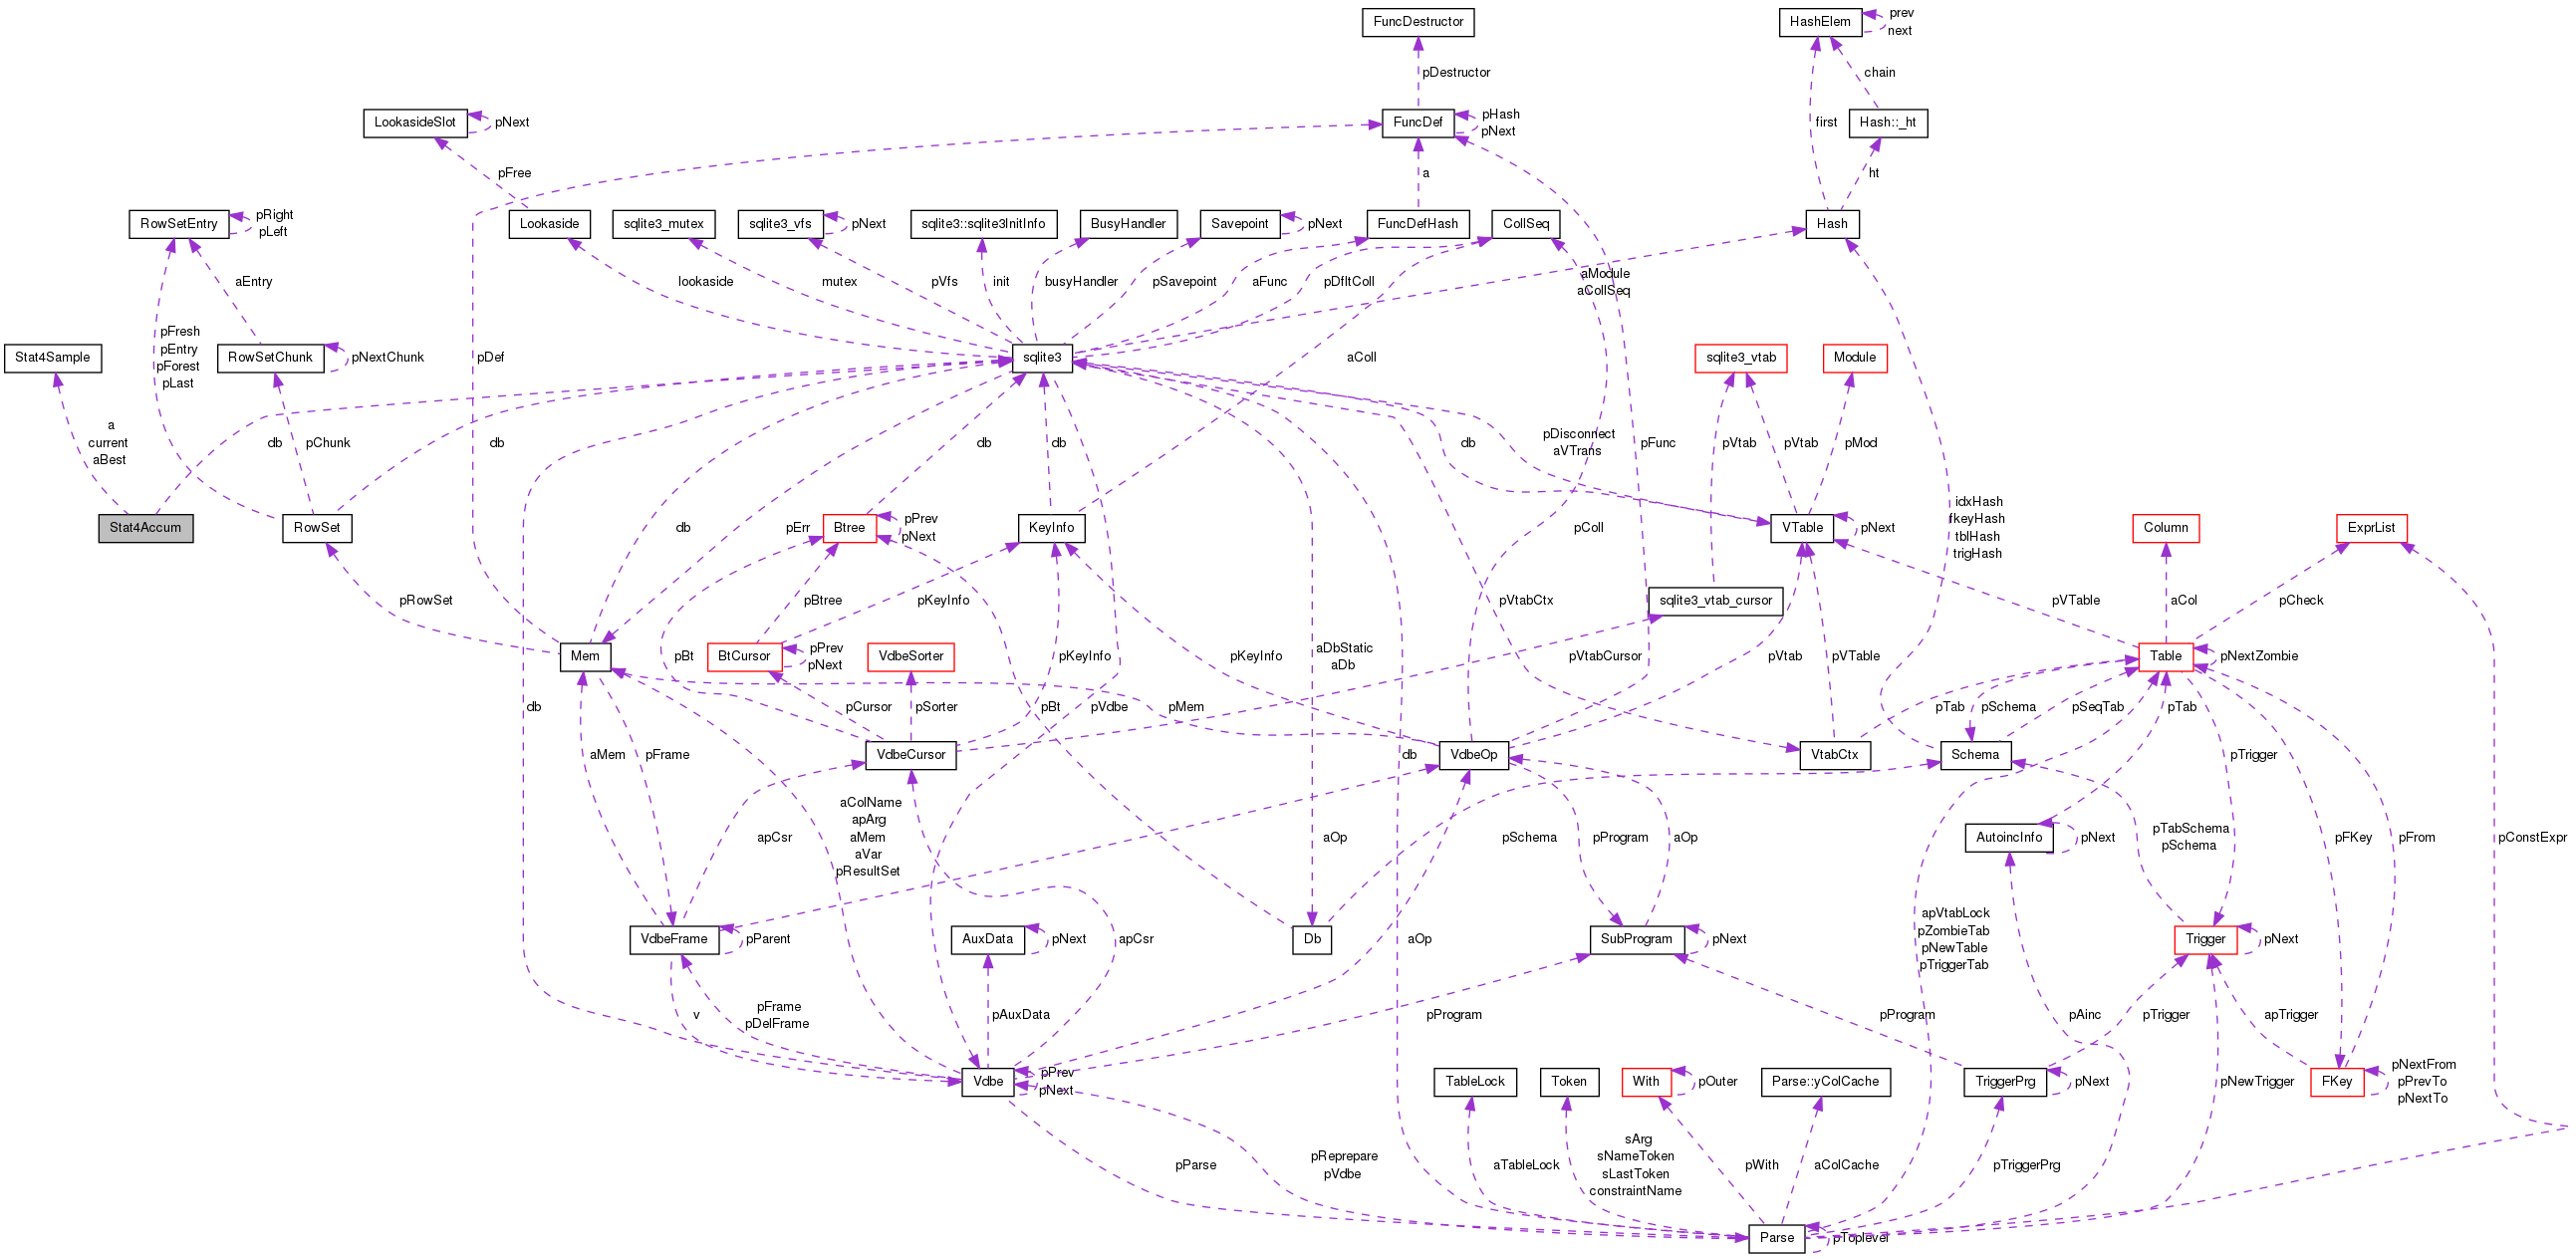 FuncDestructor
HashElem
prev
next
pDestructor
chain
LookasideSlot
pNext
FuncDef
pHash
pNext
first
Hash::_ht
pFree
a
ht
RowSetEntry
pRight
pLeft
Lookaside
sqlite3_mutex
sqlite3_vfs
pNext
sqlite3::sqlite3InitInfo
BusyHandler
Savepoint
pNext
FuncDefHash
CollSeq
Hash
aEntry
lookaside
mutex
pVfs
init
busyHandler
pSavepoint
aFunc
pDfltColl
aModule
aCollSeq
pFresh
pEntry
pForest
pLast
Stat4Sample
RowSetChunk
pNextChunk
pDef
sqlite3
aColl
sqlite3_vtab
Module
a
current
aBest
db
pChunk
db
db
db
pDisconnect
aVTrans
db
pFunc
pVtab
pVtab
pMod
Stat4Accum
RowSet
db
pErr
Btree
pPrev
pNext
KeyInfo
pColl
VTable
pNext
idxHash
fkeyHash
tblHash
trigHash
Column
ExprList
pRowSet
pBtree
pKeyInfo
pVtabCtx
sqlite3_vtab_cursor
pVTable
aCol
pCheck
Mem
pBt
BtCursor
pPrev
pNext
VdbeSorter
pKeyInfo
pKeyInfo
aDbStatic
aDb
pVtabCursor
pVtab
pVTable
Table
pNextZombie
db
pCursor
pSorter
pBt
pVdbe
pMem
pTab
pSchema
pSeqTab
pTab
aMem
pFrame
VdbeCursor
db
VdbeOp
VtabCtx
Schema
pTrigger
apCsr
aColName
apArg
aMem
aVar
pResultSet
aOp
pSchema
pProgram
aOp
AutoincInfo
pNext
pTabSchema
pSchema
pFKey
pFrom
pConstExpr
VdbeFrame
pParent
AuxData
pNext
apCsr
Db
aOp
SubProgram
pNext
apVtabLock
pZombieTab
pNewTable
pTriggerTab
Trigger
pNext
v
pFrame
pDelFrame
pAuxData
pProgram
pProgram
pAinc
pTrigger
apTrigger
Vdbe
pPrev
pNext
TableLock
Token
With
pOuter
Parse::yColCache
TriggerPrg
pNext
pNewTrigger
FKey
pNextFrom
pPrevTo
pNextTo
pParse
pReprepare
pVdbe
aTableLock
sArg
sNameToken
sLastToken
constraintName
pWith
aColCache
pTriggerPrg
Parse
pToplevel